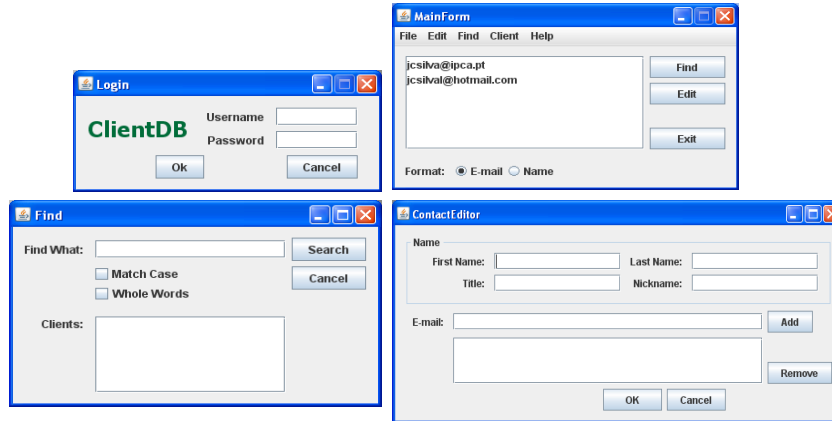 Login
ClientDB
Username
Password
Ok Cancel
MainForm
File Edit Find Client Help
jcsilva@ipca.pt
jcsilval@hotmail.com
Find
Edit
Exit
Format: E-mail Name
Find
Find What: Search
Match Case Cancel
Whole Words
Clients:
ContactEditor
Name
First Name: Last Name:
Title: Nickname:
E-mail: Add
Remove
OK Cancel